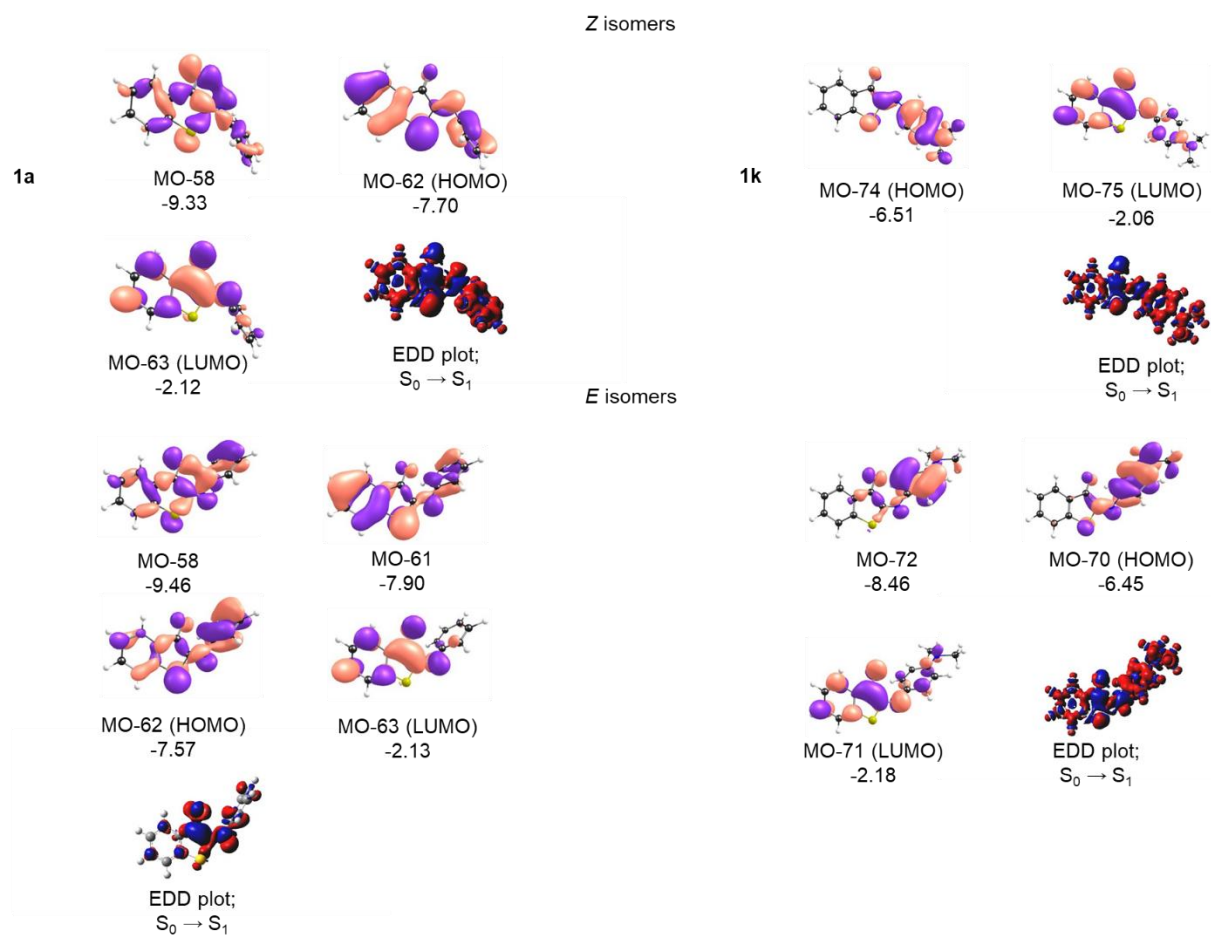 Z isomers
1a
MO-58
-9.33
MO-62 (HOMO)
-7.70
MO-63 (LUMO)
-2.12
EDD plot;
S₀ → S₁
1k
MO-74 (HOMO)
-6.51
MO-75 (LUMO)
-2.06
EDD plot;
S₀ → S₁
E isomers
MO-58
-9.46
MO-61
-7.90
MO-62 (HOMO)
-7.57
MO-63 (LUMO)
-2.13
EDD plot;
S₀ → S₁
MO-72
-8.46
MO-70 (HOMO)
-6.45
MO-71 (LUMO)
-2.18
EDD plot;
S₀ → S₁